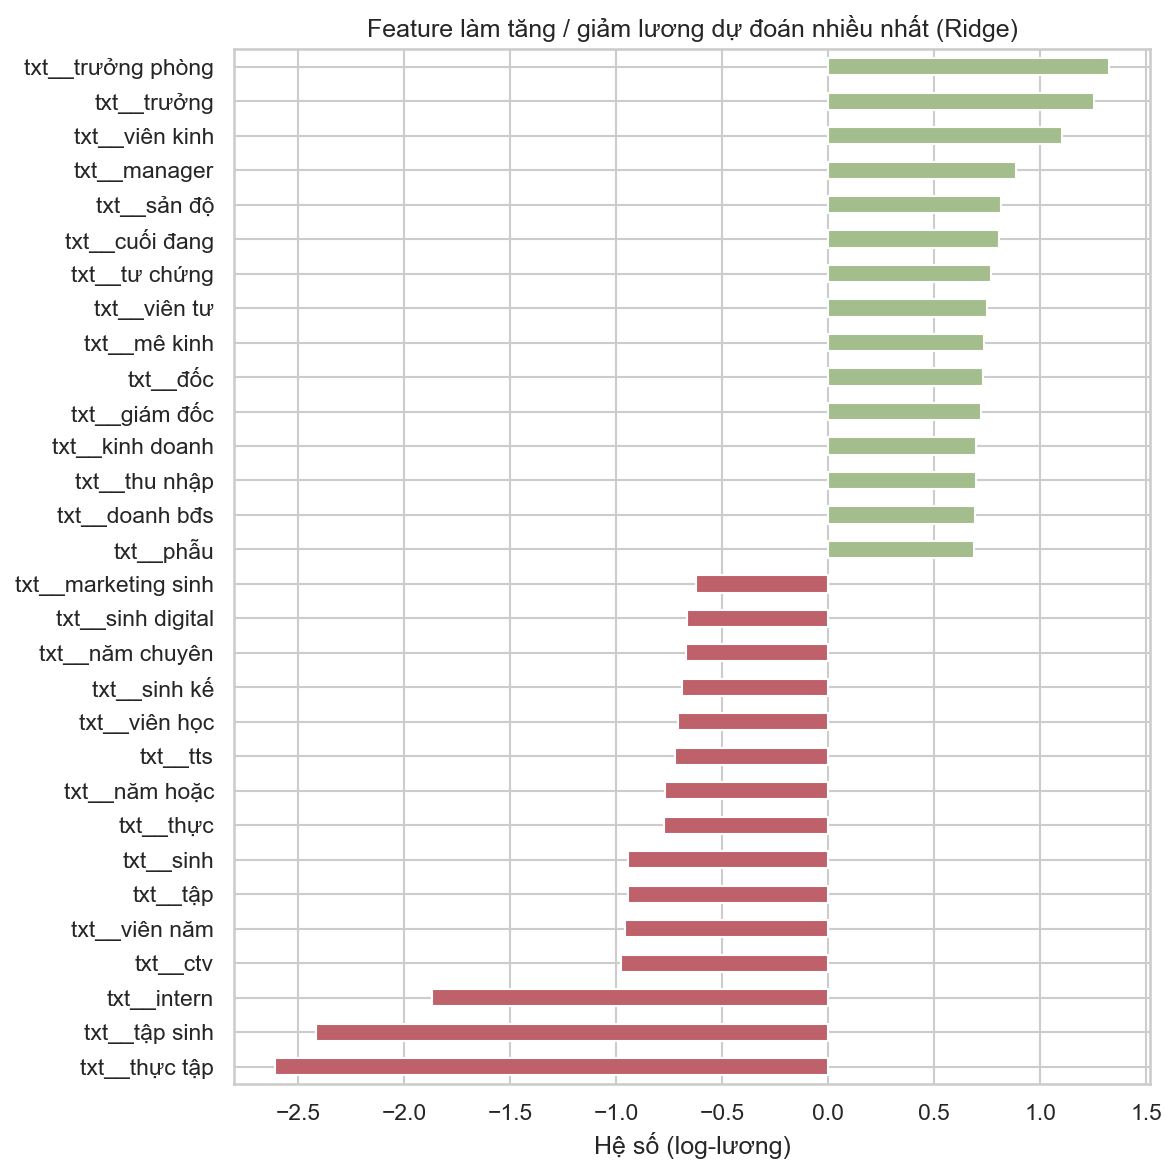 Feature làm tăng / giảm lương dự đoán nhiều nhất (Ridge)
txt__trưởng phòng
txt__trưởng
txt__viên kinh
txt__manager
txt__sản độ
txt__cuối đang
txt__tư chứng
txt__viên tư
txt__mê kinh
txt__đốc
txt__giám đốc
txt__kinh doanh
txt__thu nhập
txt__doanh bđs
txt__phẫu
txt__marketing sinh
txt__sinh digital
txt__năm chuyên
txt__sinh kế
txt__viên học
txt__tts
txt__năm hoặc
txt__thực
txt__sinh
txt__tập
txt__viên năm
txt__ctv
txt__intern
txt__tập sinh
txt__thực tập
−2.5 −2.0 −1.5 −1.0 −0.5 0.0 0.5 1.0 1.5
Hệ số (log-lương)